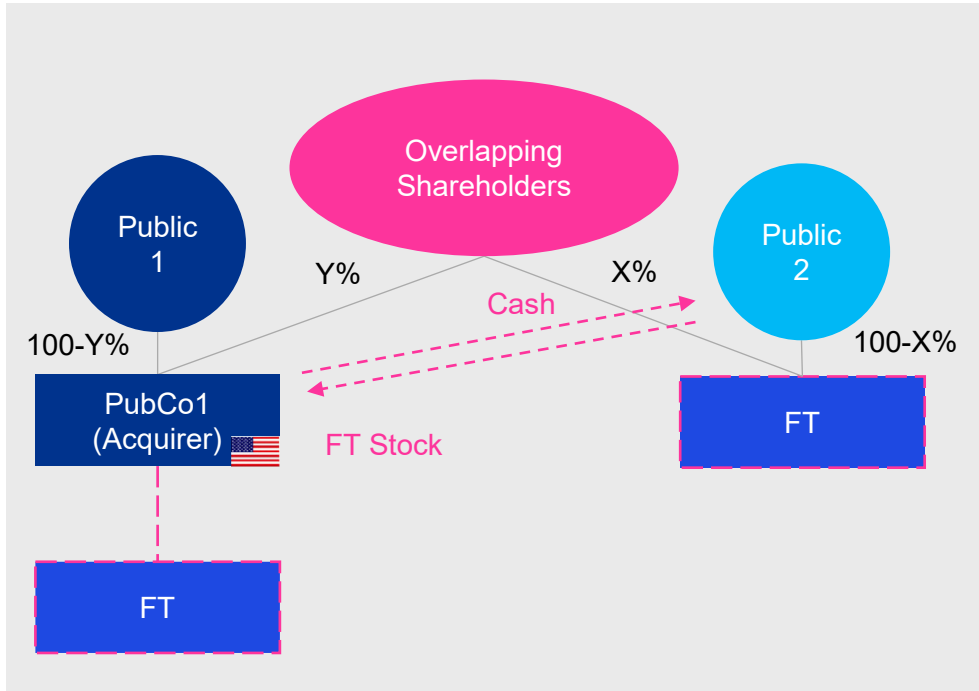 Overlapping
Shareholders
Public
1
Public
2
Y%
X%
Cash
100-Y%
100-X%
PubCo1
(Acquirer)
FT Stock
FT
FT